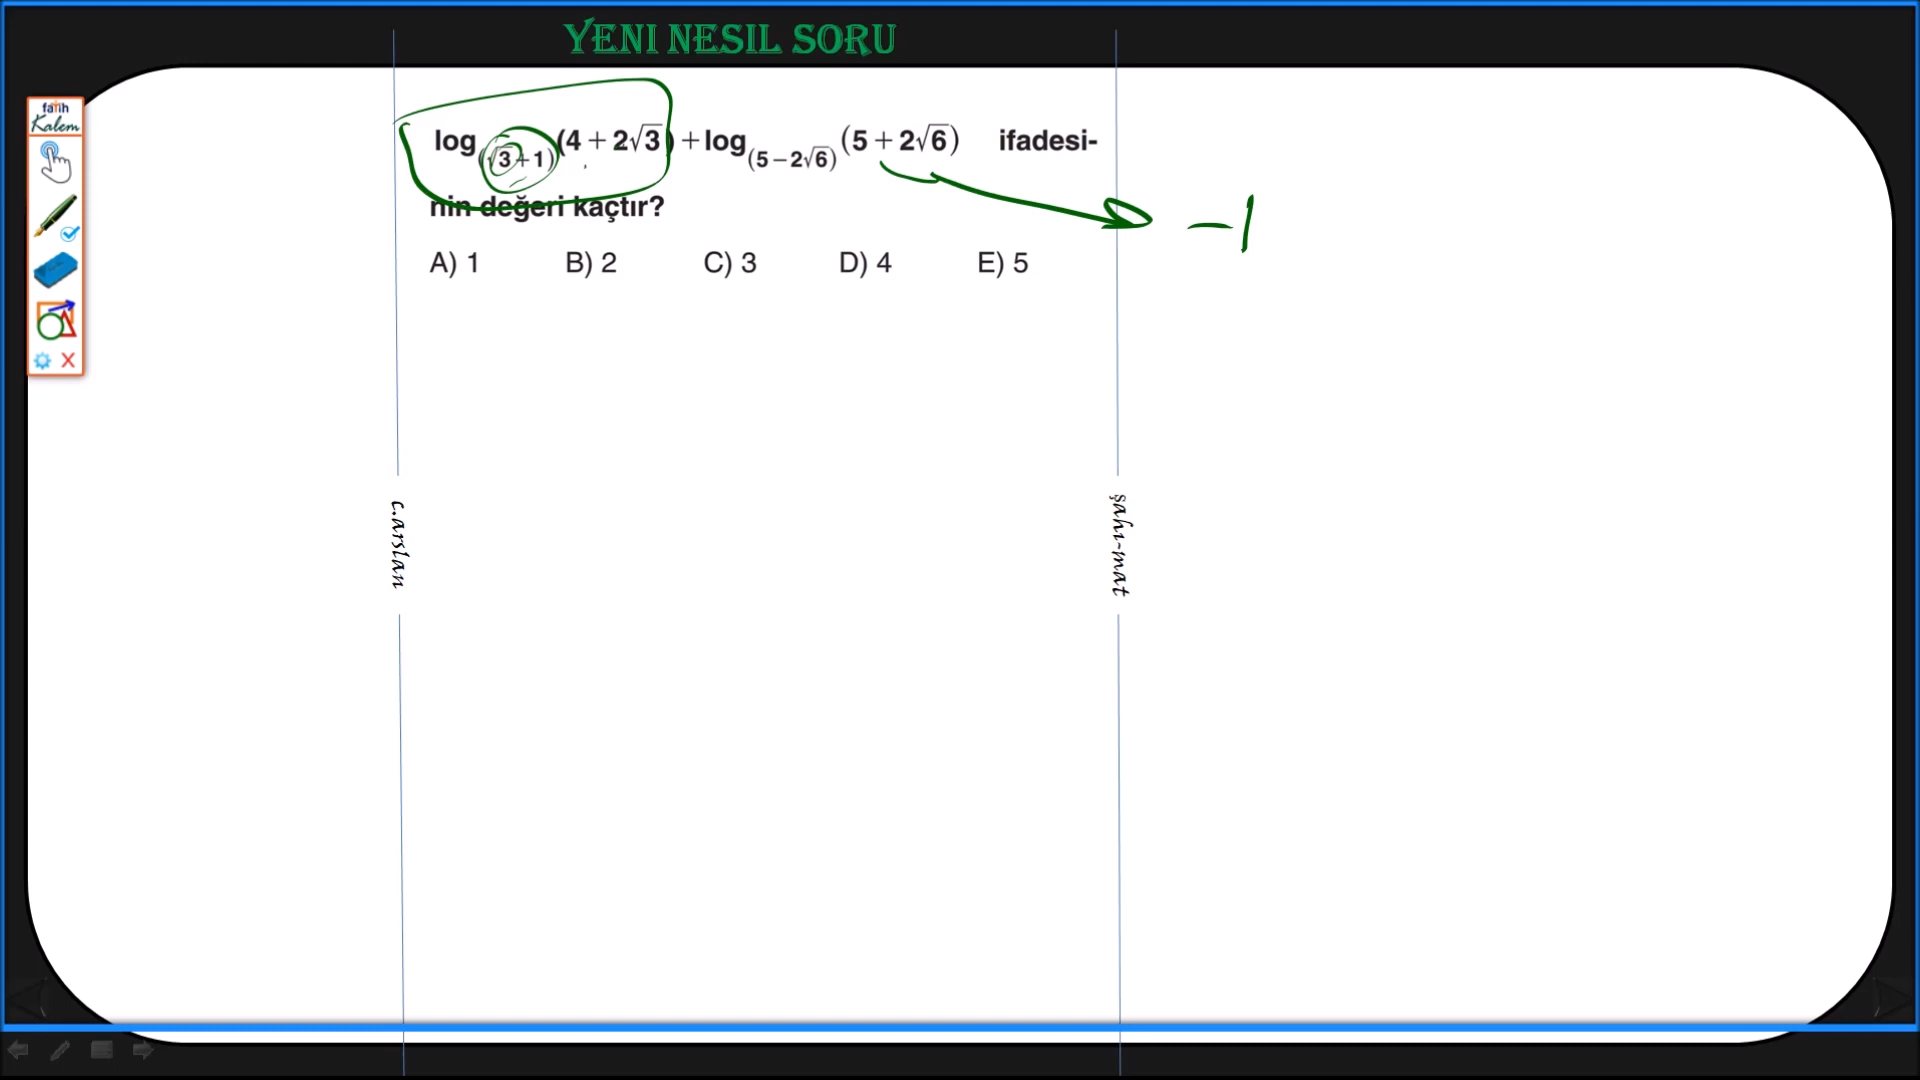 YENI NESIL SORU
fatih
Kalem
log₍√3+1₎(4+2√3)+log₍5−2√6₎(5+2√6) ifadesi-
nin değeri kaçtır?
−1
A) 1 B) 2 C) 3 D) 4 E) 5
c.arslan
şahı-mat